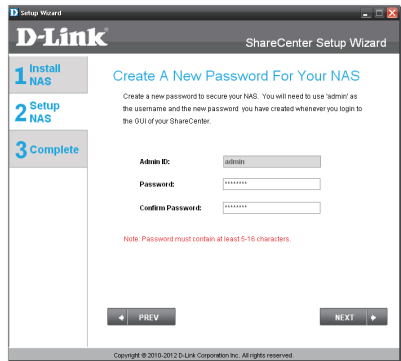 D Setup Wizard
D-Link
ShareCenter Setup Wizard
1 Install
NAS
2 Setup
NAS
3 Complete
Create A New Password For Your NAS
Create a new password to secure your NAS. You will need to use 'admin' as
the username and the new password you have created whenever you login to
the GUI of your ShareCenter.
Admin ID: admin
Password: ********
Confirm Password: ********
Note: Password must contain at least 5-16 characters.
PREV
NEXT
Copyright © 2010-2012 D-Link Corporation Inc. All rights reserved.